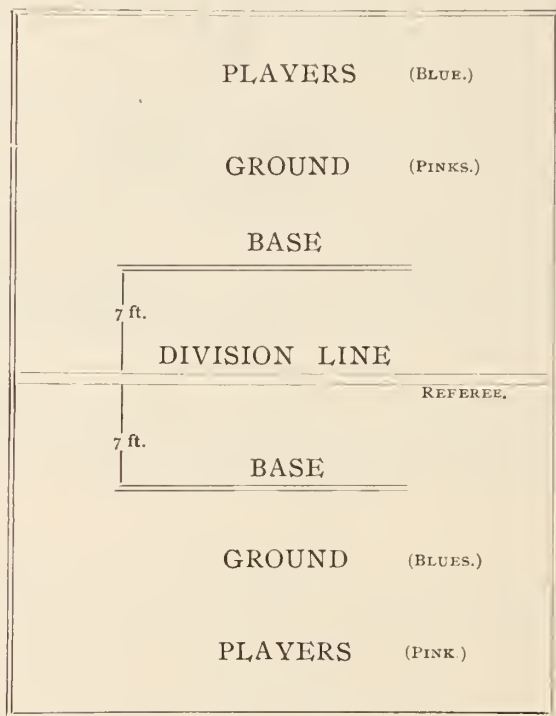 PLAYERS (BLUE.)
GROUND (PINKS.)
BASE
7 ft.
DIVISION LINE
REFEREE.
7 ft.
BASE
GROUND (BLUES.)
PLAYERS (PINK.)